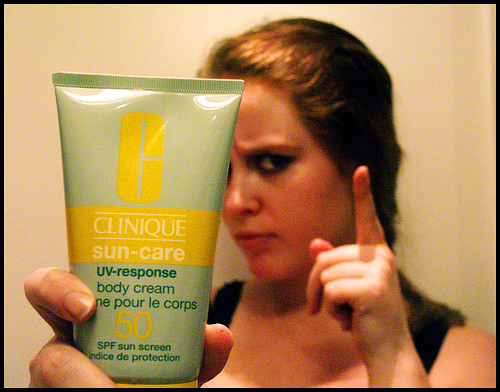 C
CLINIQUE
sun-care
UV-response
body cream
me pour le corps
50
SPF sun screen
indice de protection